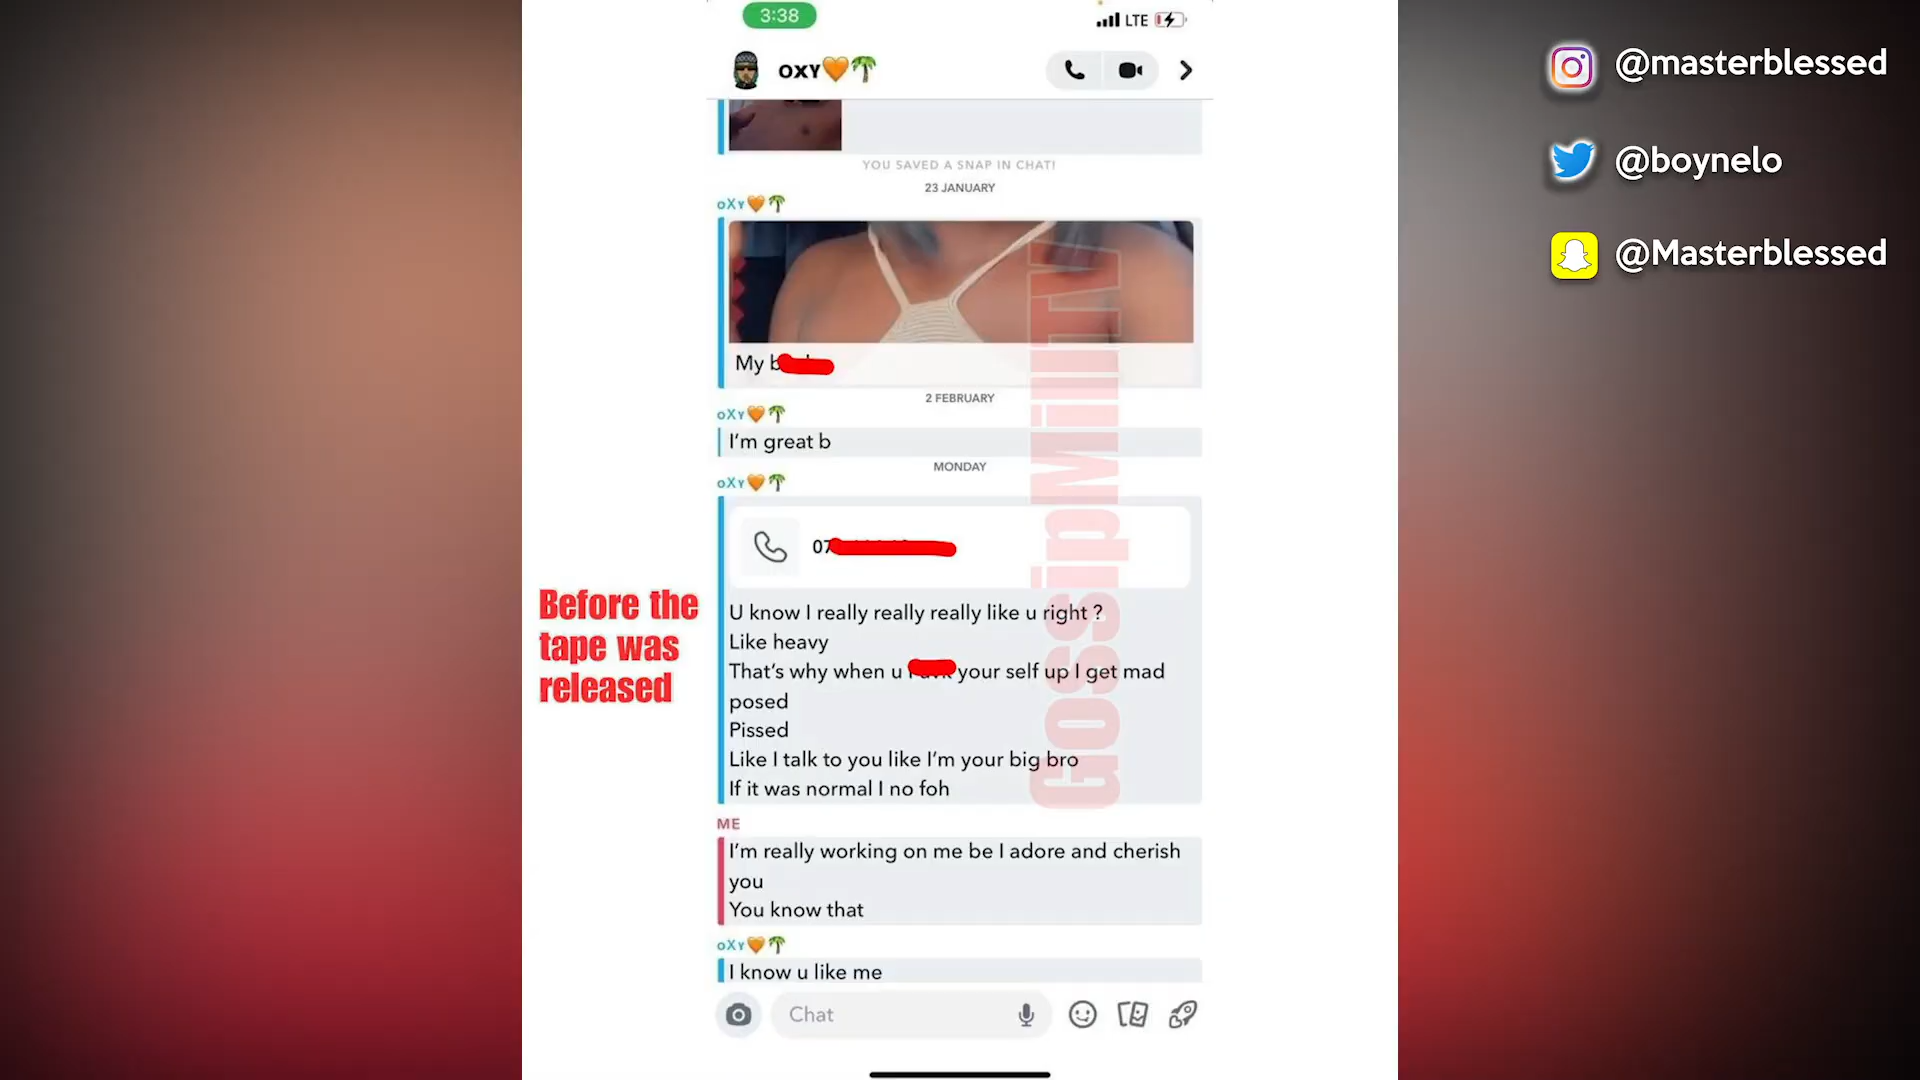 3:38
LTE
OXY🧡🌴
@masterblessed
@boynelo
@Masterblessed
YOU SAVED A SNAP IN CHAT!
23 JANUARY
oXY🧡🌴
My
2 FEBRUARY
oXY🧡🌴
I'm great b
MONDAY
oXY🧡🌴
07
U know I really really really like u right ?
Like heavy
That's why when u your self up I get mad
posed
Pissed
Like I talk to you like I'm your big bro
If it was normal I no foh
ME
I'm really working on me be I adore and cherish
you
You know that
oXY🧡🌴
I know u like me
Chat
Before the
tape was
released
GossipMillTV